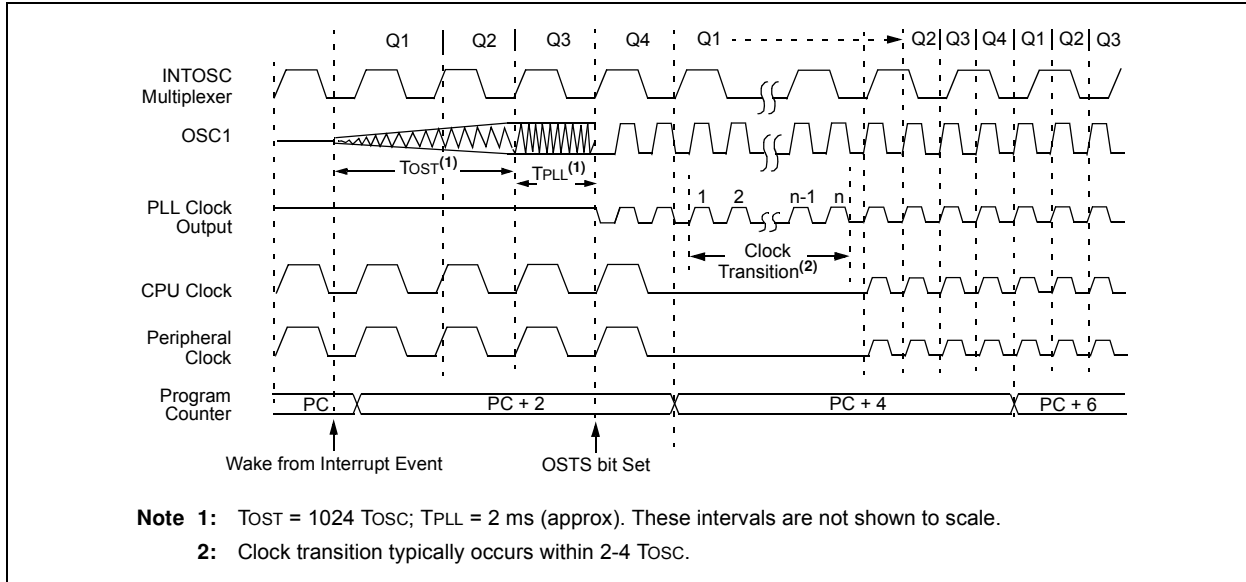 Q1 Q2 Q3 Q4 Q1 Q2 Q3 Q4 Q1 Q2 Q3
INTOSC
Multiplexer
OSC1
TOST(1) TPLL(1)
1 2 n-1 n
PLL Clock
Output
Clock
Transition(2)
CPU Clock
Peripheral
Clock
Program
Counter
PC PC + 2 PC + 4 PC + 6
Wake from Interrupt Event OSTS bit Set
Note 1: TOST = 1024 TOSC; TPLL = 2 ms (approx). These intervals are not shown to scale.
2: Clock transition typically occurs within 2-4 TOSC.